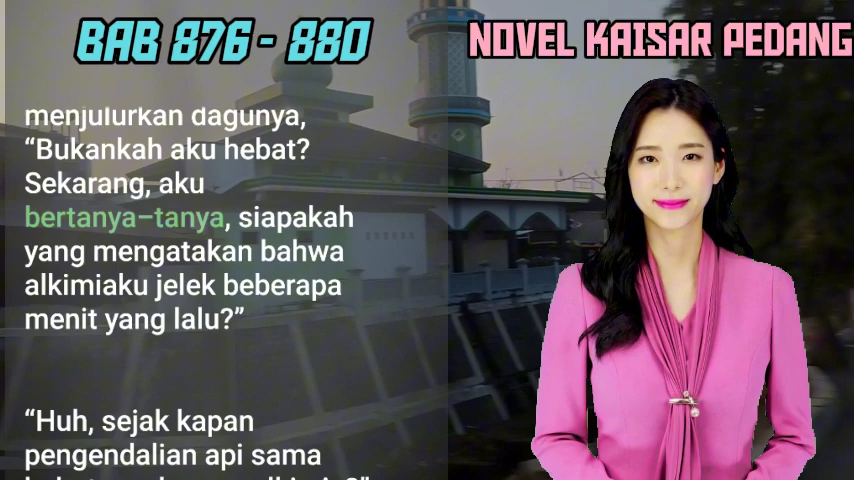 BAB 876 - 880
NOVEL KAISAR PEDANG
menjulurkan dagunya,
“Bukankah aku hebat?
Sekarang, aku
bertanya-tanya, siapakah
yang mengatakan bahwa
alkimiaku jelek beberapa
menit yang lalu?”
“Huh, sejak kapan
pengendalian api sama